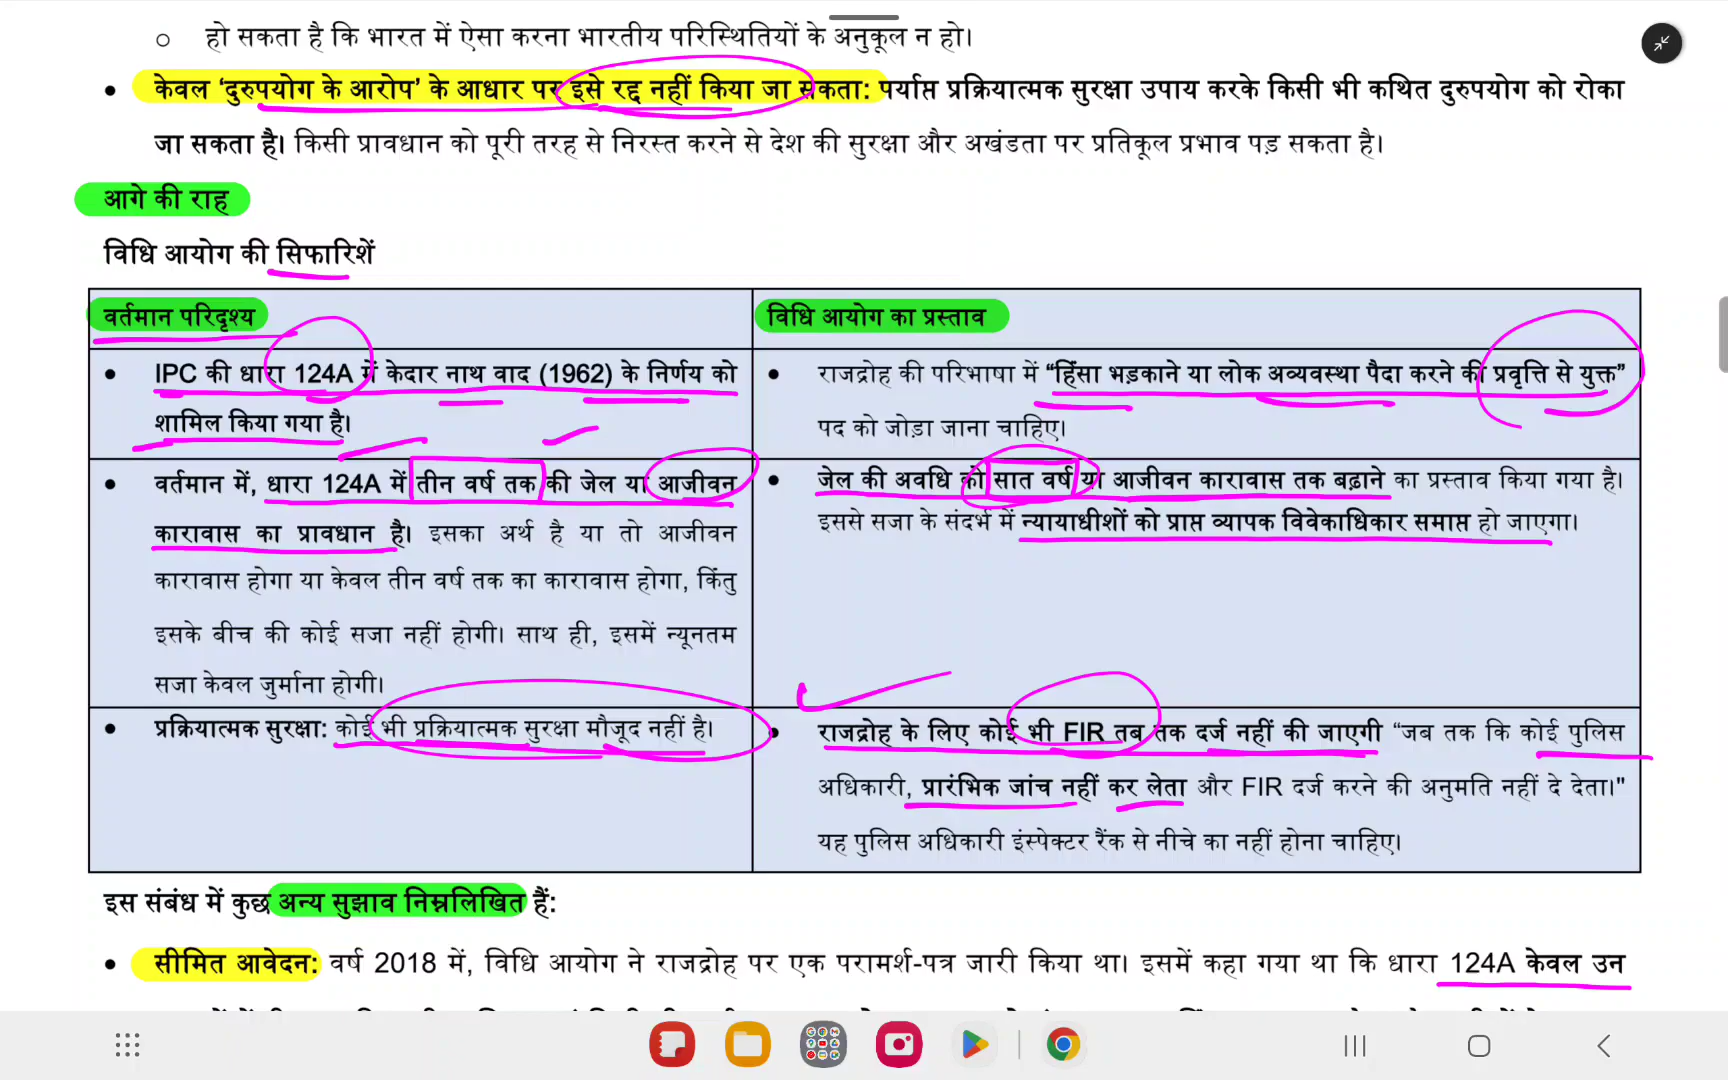 हो सकता है कि भारत में ऐसा करना भारतीय परिस्थितियों के अनुकूल न हो।
केवल ‘दुरुपयोग के आरोप’ के आधार पर इसे रद्द नहीं किया जा सकता: पर्याप्त प्रक्रियात्मक सुरक्षा उपाय करके किसी भी कथित दुरुपयोग को रोका
जा सकता है। किसी प्रावधान को पूरी तरह से निरस्त करने से देश की सुरक्षा और अखंडता पर प्रतिकूल प्रभाव पड़ सकता है।
आगे की राह
विधि आयोग की सिफारिशें
वर्तमान परिदृश्य
IPC की धारा 124A में केदार नाथ वाद (1962) के निर्णय को
शामिल किया गया है।
वर्तमान में, धारा 124A में तीन वर्ष तक की जेल या आजीवन
कारावास का प्रावधान है। इसका अर्थ है या तो आजीवन
कारावास होगा या केवल तीन वर्ष तक का कारावास होगा, किंतु
इसके बीच की कोई सजा नहीं होगी। साथ ही, इसमें न्यूनतम
सजा केवल जुर्माना होगी।
प्रक्रियात्मक सुरक्षा: कोई भी प्रक्रियात्मक सुरक्षा मौजूद नहीं है।
विधि आयोग का प्रस्ताव
राजद्रोह की परिभाषा में “हिंसा भड़काने या लोक अव्यवस्था पैदा करने की प्रवृत्ति से युक्त”
पद को जोड़ा जाना चाहिए।
जेल की अवधि को सात वर्ष या आजीवन कारावास तक बढ़ाने का प्रस्ताव किया गया है।
इससे सजा के संदर्भ में न्यायाधीशों को प्राप्त व्यापक विवेकाधिकार समाप्त हो जाएगा।
राजद्रोह के लिए कोई भी FIR तब तक दर्ज नहीं की जाएगी “जब तक कि कोई पुलिस
अधिकारी, प्रारंभिक जांच नहीं कर लेता और FIR दर्ज करने की अनुमति नहीं दे देता।"
यह पुलिस अधिकारी इंस्पेक्टर रैंक से नीचे का नहीं होना चाहिए।
इस संबंध में कुछ अन्य सुझाव निम्नलिखित हैं:
सीमित आवेदन: वर्ष 2018 में, विधि आयोग ने राजद्रोह पर एक परामर्श-पत्र जारी किया था। इसमें कहा गया था कि धारा 124A केवल उन